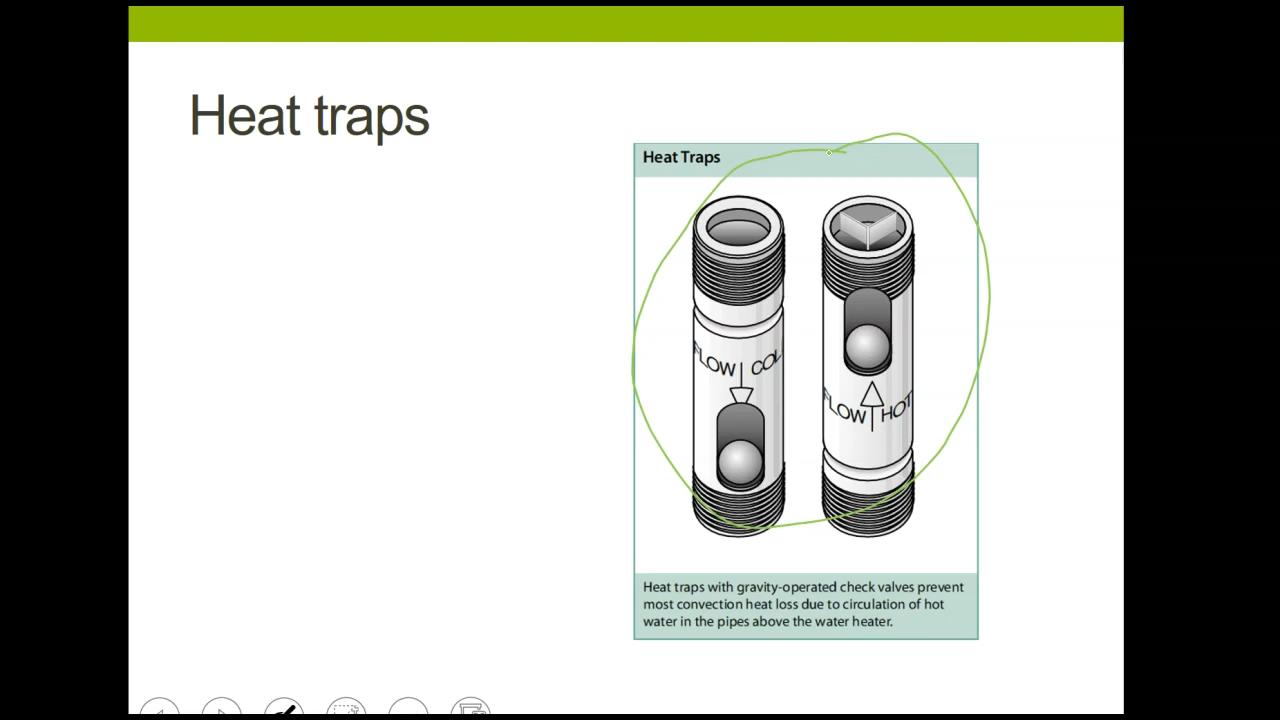 Heat traps
Heat Traps
FLOW COL
FLOW HOT
Heat traps with gravity-operated check valves prevent
most convection heat loss due to circulation of hot
water in the pipes above the water heater.